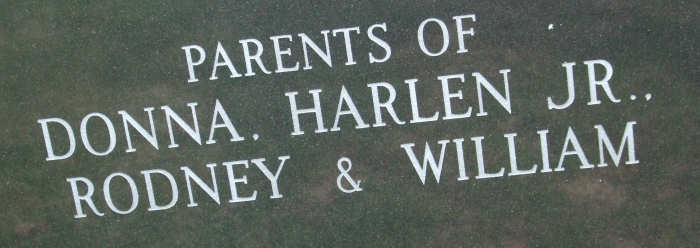 PARENTS OF
DONNA, HARLEN JR.,
RODNEY & WILLIAM